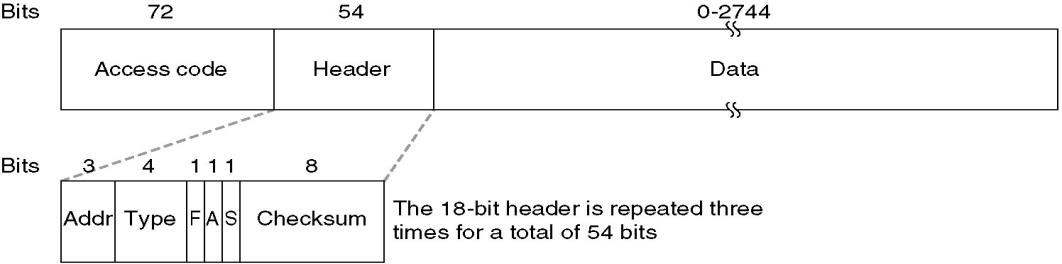 Bits 72 54 0-2744
Access code Header Data
Bits 3 4 1 1 1 8
Addr Type F A S Checksum
The 18-bit header is repeated three
times for a total of 54 bits